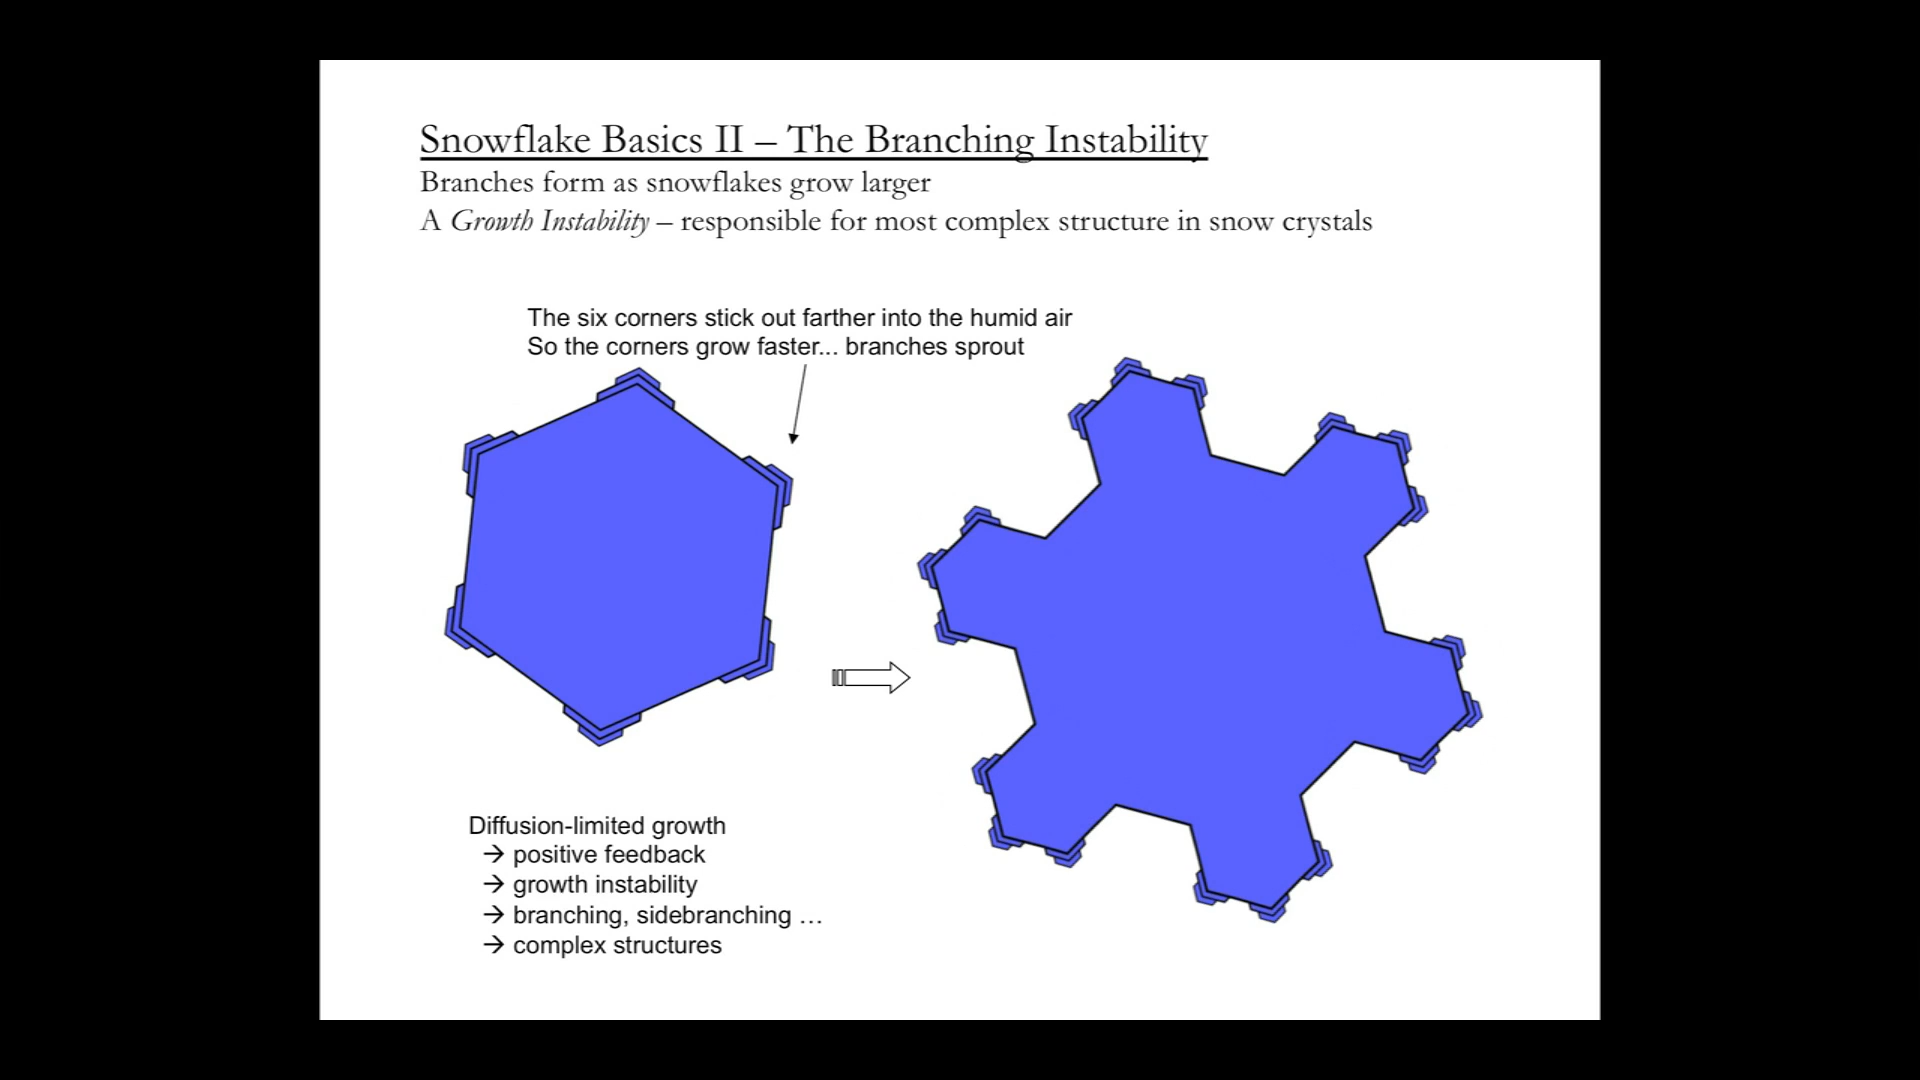 Snowflake Basics II – The Branching Instability
Branches form as snowflakes grow larger
A Growth Instability – responsible for most complex structure in snow crystals
The six corners stick out farther into the humid air
So the corners grow faster... branches sprout
Diffusion-limited growth
→ positive feedback
→ growth instability
→ branching, sidebranching …
→ complex structures